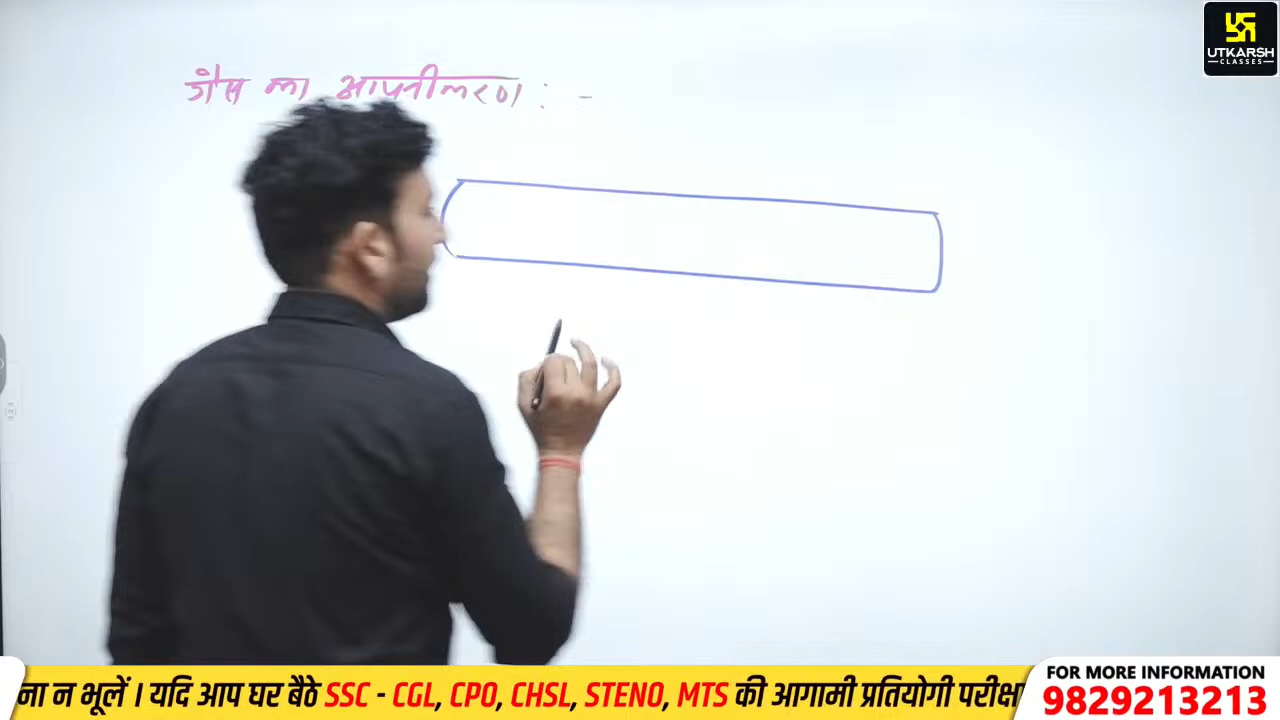 गैस का आयनीकरण : -
UTKARSH
CLASSES
ना न भूलें । यदि आप घर बैठे SSC - CGL, CPO, CHSL, STENO, MTS की आगामी प्रतियोगी परीक्षा
FOR MORE INFORMATION
9829213213